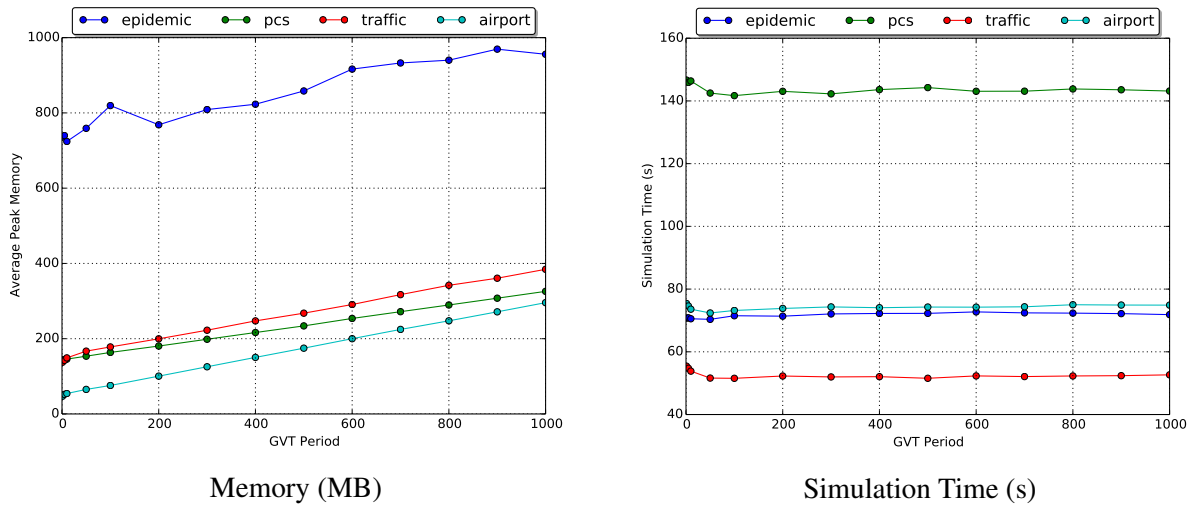 epidemic pcs traffic airport
1000
800
600
400
200
0
Average Peak Memory
0 200 400 600 800 1000
GVT Period
Memory (MB)
epidemic pcs traffic airport
160
140
120
100
80
60
40
Simulation Time (s)
0 200 400 600 800 1000
GVT Period
Simulation Time (s)